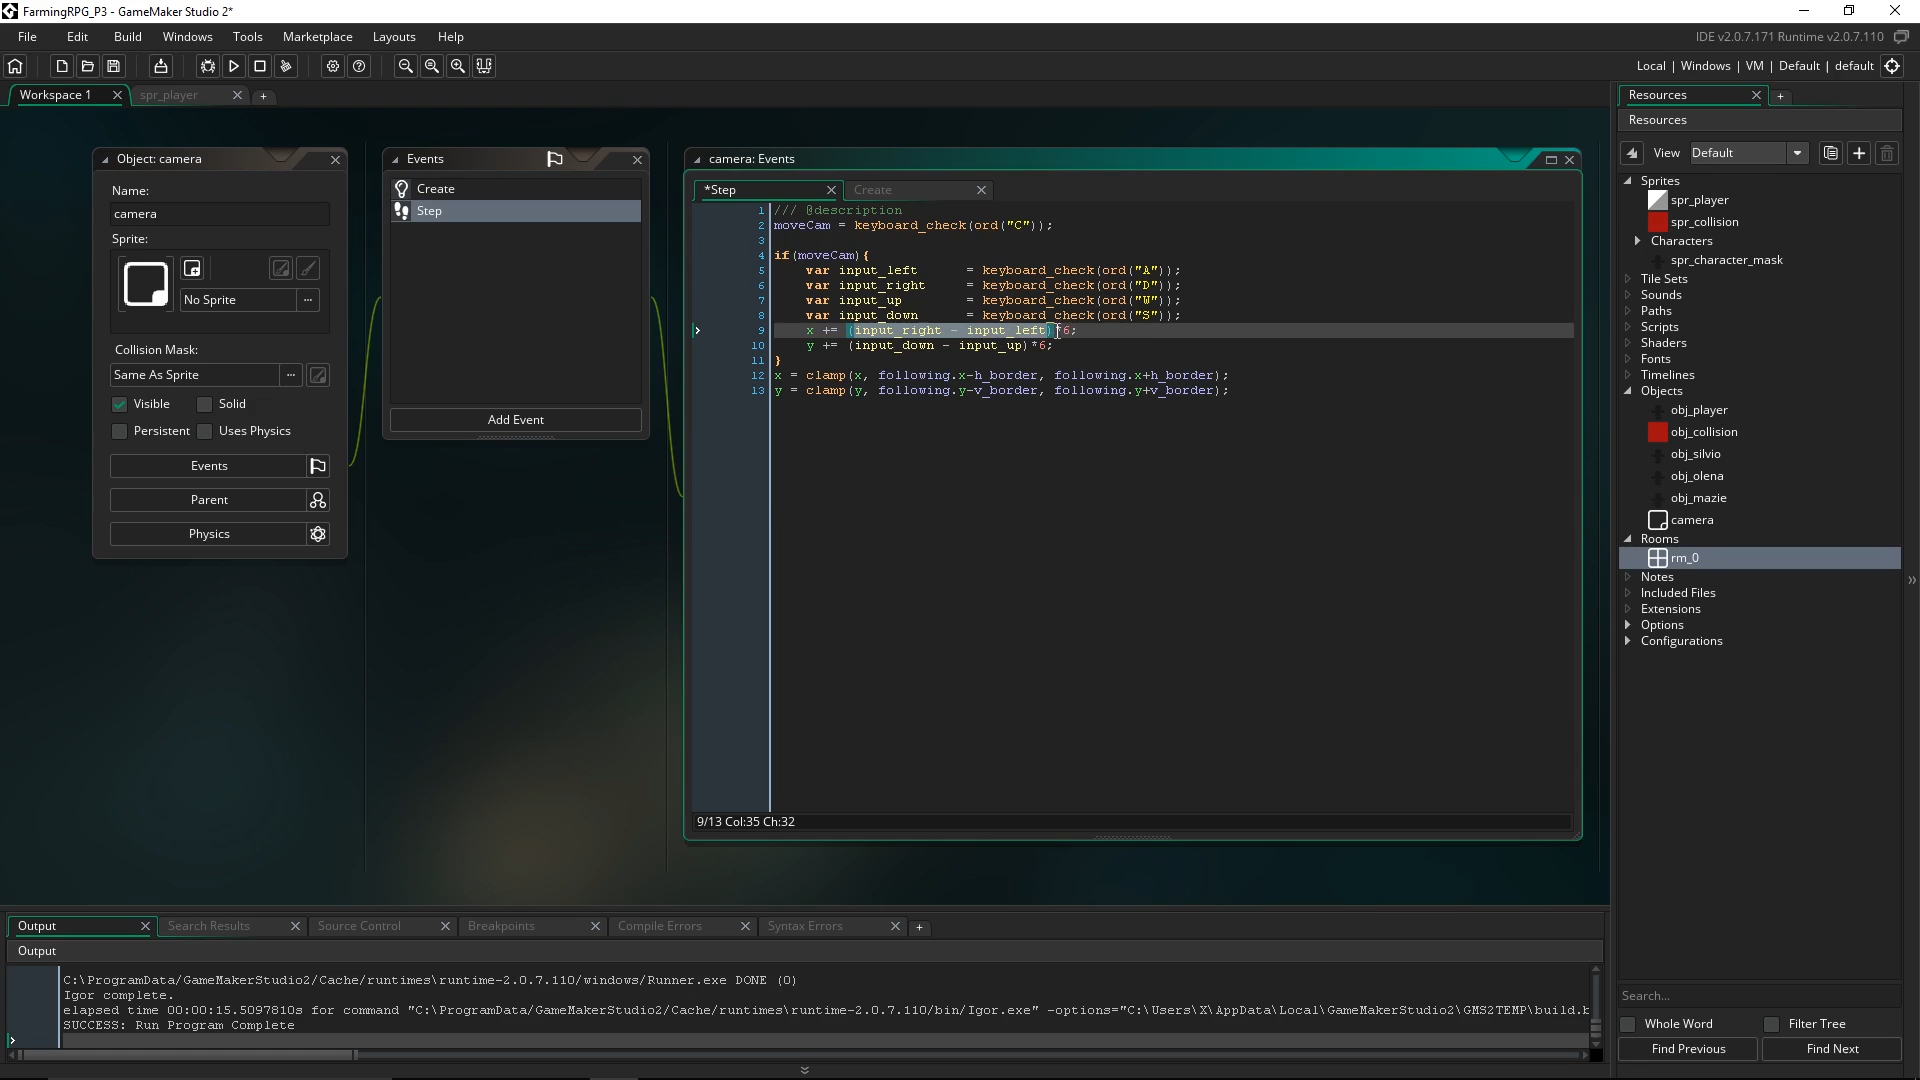 FarmingRPG_P3 - GameMaker Studio 2*
File Edit Build Windows Tools Marketplace Layouts Help
IDE v2.0.7.171 Runtime v2.0.7.110
Local | Windows | VM | Default | default
Workspace 1 spr_player
Object: camera
Name:
camera
Sprite:
No Sprite
Collision Mask:
Same As Sprite
Visible Solid
Persistent Uses Physics
Events
Parent
Physics
Events
Create
Step
Add Event
camera: Events
*Step Create
1 /// @description
2 moveCam = keyboard_check(ord("C"));
3
4 if(moveCam){
5 var input_left = keyboard_check(ord("A"));
6 var input_right = keyboard_check(ord("D"));
7 var input_up = keyboard_check(ord("W"));
8 var input_down = keyboard_check(ord("S"));
9 x += (input_right - input_left)*6;
10 y += (input_down - input_up)*6;
11 }
12 x = clamp(x, following.x-h_border, following.x+h_border);
13 y = clamp(y, following.y-v_border, following.y+v_border);
9/13 Col:35 Ch:32
Resources
Resources
View Default
Sprites
spr_player
spr_collision
Characters
spr_character_mask
Tile Sets
Sounds
Paths
Scripts
Shaders
Fonts
Timelines
Objects
obj_player
obj_collision
obj_silvio
obj_olena
obj_mazie
camera
Rooms
rm_0
Notes
Included Files
Extensions
Options
Configurations
Search...
Whole Word Filter Tree
Find Previous Find Next
Output Search Results Source Control Breakpoints Compile Errors Syntax Errors
Output
C:\ProgramData/GameMakerStudio2/Cache/runtimes\runtime-2.0.7.110/windows/Runner.exe DONE (0)
Igor complete.
elapsed time 00:00:15.5097810s for command "C:\ProgramData/GameMakerStudio2/Cache/runtimes\runtime-2.0.7.110/bin/Igor.exe" -options="C:\Users\X\AppData\Local\GameMakerStudio2\GMS2TEMP\build.b
SUCCESS: Run Program Complete